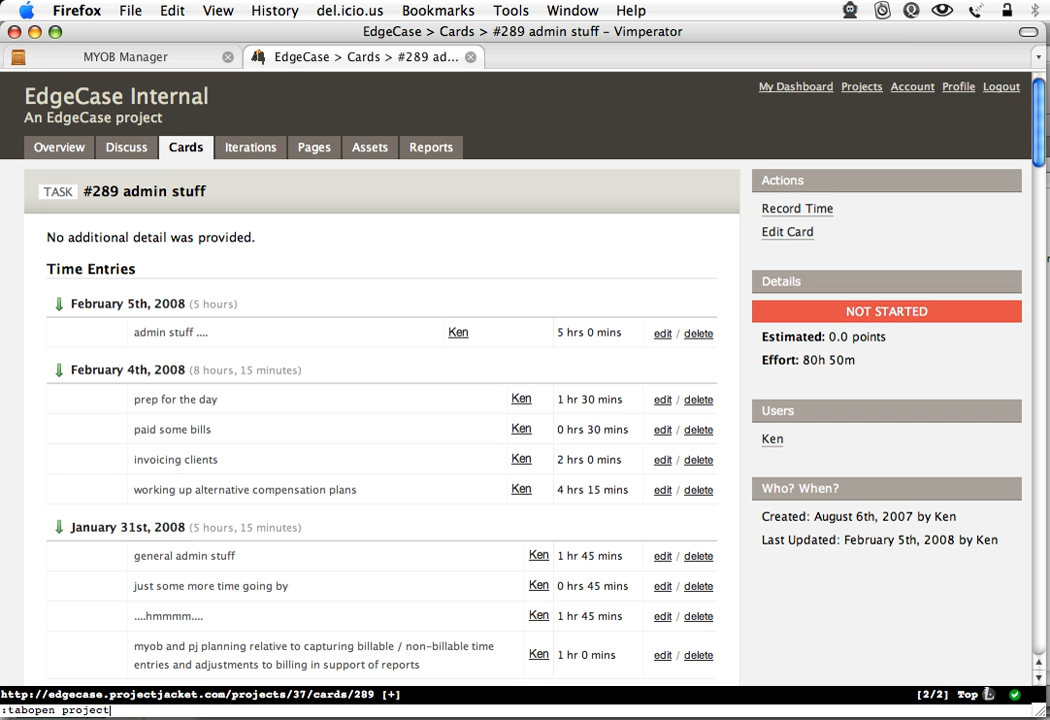 Firefox File Edit View History del.icio.us Bookmarks Tools Window Help
EdgeCase > Cards > #289 admin stuff – Vimperator
MYOB Manager EdgeCase > Cards > #289 ad...
EdgeCase Internal
An EdgeCase project
My Dashboard Projects Account Profile Logout
Overview Discuss Cards Iterations Pages Assets Reports
TASK #289 admin stuff
No additional detail was provided.
Time Entries
February 5th, 2008 (5 hours)
admin stuff .... Ken 5 hrs 0 mins edit / delete
February 4th, 2008 (8 hours, 15 minutes)
prep for the day Ken 1 hr 30 mins edit / delete
paid some bills Ken 0 hrs 30 mins edit / delete
invoicing clients Ken 2 hrs 0 mins edit / delete
working up alternative compensation plans Ken 4 hrs 15 mins edit / delete
January 31st, 2008 (5 hours, 15 minutes)
general admin stuff Ken 1 hr 45 mins edit / delete
just some more time going by Ken 0 hrs 45 mins edit / delete
....hmmmm.... Ken 1 hr 45 mins edit / delete
myob and pj planning relative to capturing billable / non-billable time
entries and adjustments to billing in support of reports Ken 1 hr 0 mins edit / delete
Actions
Record Time
Edit Card
Details
NOT STARTED
Estimated: 0.0 points
Effort: 80h 50m
Users
Ken
Who? When?
Created: August 6th, 2007 by Ken
Last Updated: February 5th, 2008 by Ken
http://edgecase.projectjacket.com/projects/37/cards/289 [+] [2/2] Top
:tabopen project